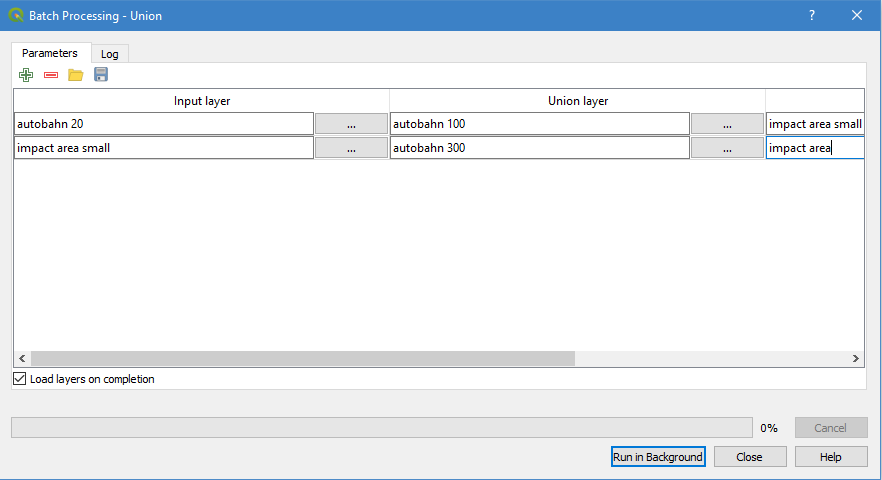 Batch Processing - Union
?
Parameters Log
Input layer Union layer
autobahn 20 ... autobahn 100 ... impact area small
impact area small ... autobahn 300 ... impact area
Load layers on completion
0% Cancel
Run in Background Close Help